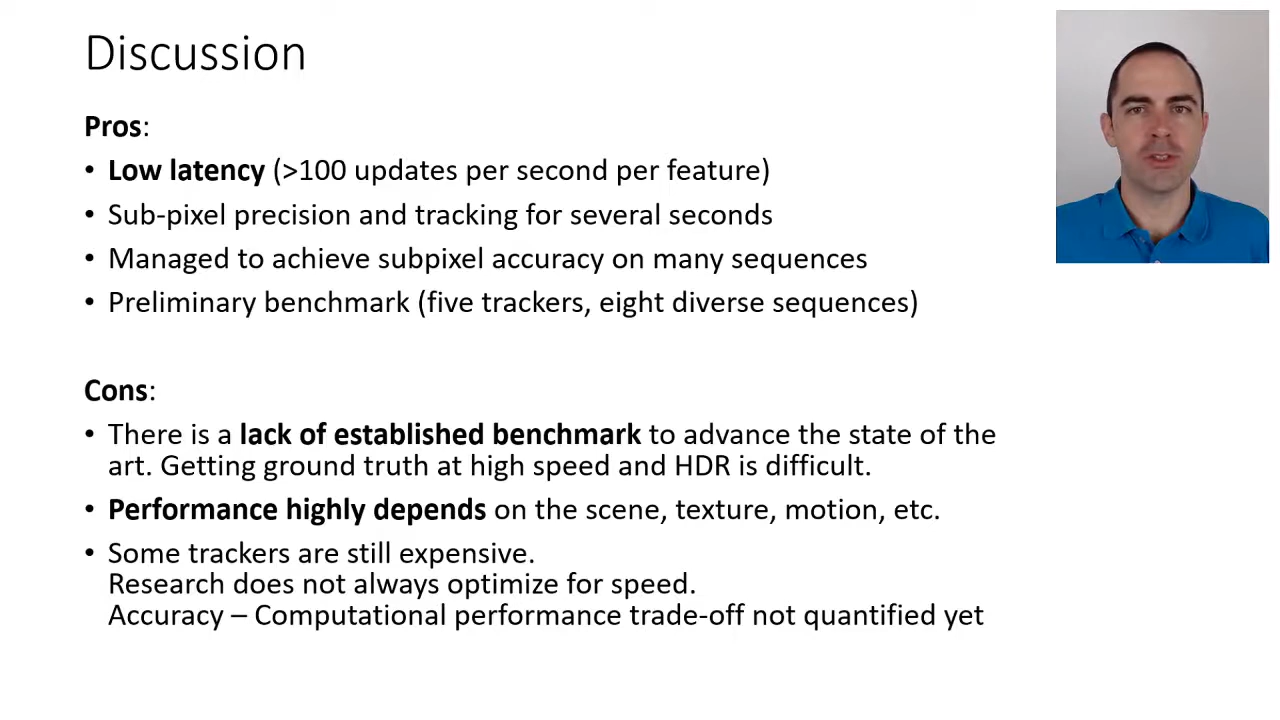 Discussion
Pros:
• Low latency (>100 updates per second per feature)
• Sub-pixel precision and tracking for several seconds
• Managed to achieve subpixel accuracy on many sequences
• Preliminary benchmark (five trackers, eight diverse sequences)
Cons:
• There is a lack of established benchmark to advance the state of the
art. Getting ground truth at high speed and HDR is difficult.
• Performance highly depends on the scene, texture, motion, etc.
• Some trackers are still expensive.
Research does not always optimize for speed.
Accuracy – Computational performance trade-off not quantified yet